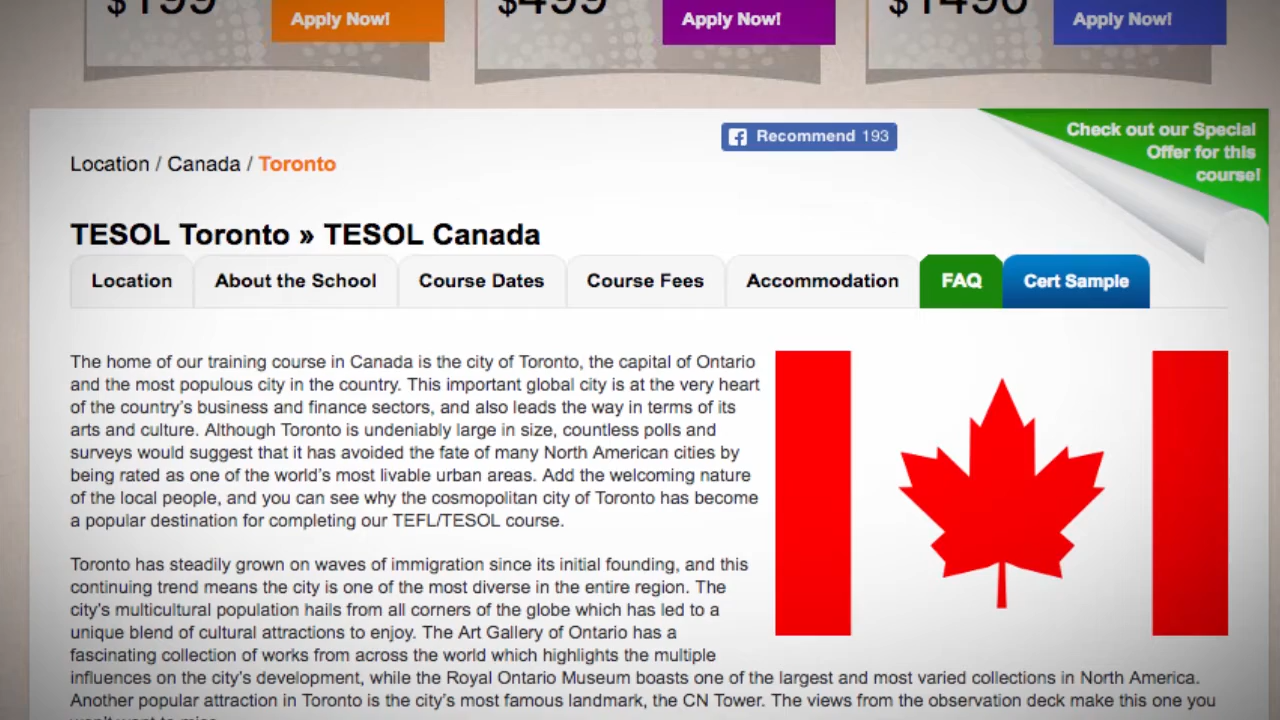 $199
Apply Now!
$499
Apply Now!
$1490
Apply Now!
Check out our Special
Offer for this
course!
Recommend 193
Location / Canada / Toronto
TESOL Toronto » TESOL Canada
Location
About the School
Course Dates
Course Fees
Accommodation
FAQ
Cert Sample
The home of our training course in Canada is the city of Toronto, the capital of Ontario
and the most populous city in the country. This important global city is at the very heart
of the country's business and finance sectors, and also leads the way in terms of its
arts and culture. Although Toronto is undeniably large in size, countless polls and
surveys would suggest that it has avoided the fate of many North American cities by
being rated as one of the world's most livable urban areas. Add the welcoming nature
of the local people, and you can see why the cosmopolitan city of Toronto has become
a popular destination for completing our TEFL/TESOL course.
Toronto has steadily grown on waves of immigration since its initial founding, and this
continuing trend means the city is one of the most diverse in the entire region. The
city's multicultural population hails from all corners of the globe which has led to a
unique blend of cultural attractions to enjoy. The Art Gallery of Ontario has a
fascinating collection of works from across the world which highlights the multiple
influences on the city's development, while the Royal Ontario Museum boasts one of the largest and most varied collections in North America.
Another popular attraction in Toronto is the city's most famous landmark, the CN Tower. The views from the observation deck make this one you
won't want to miss.